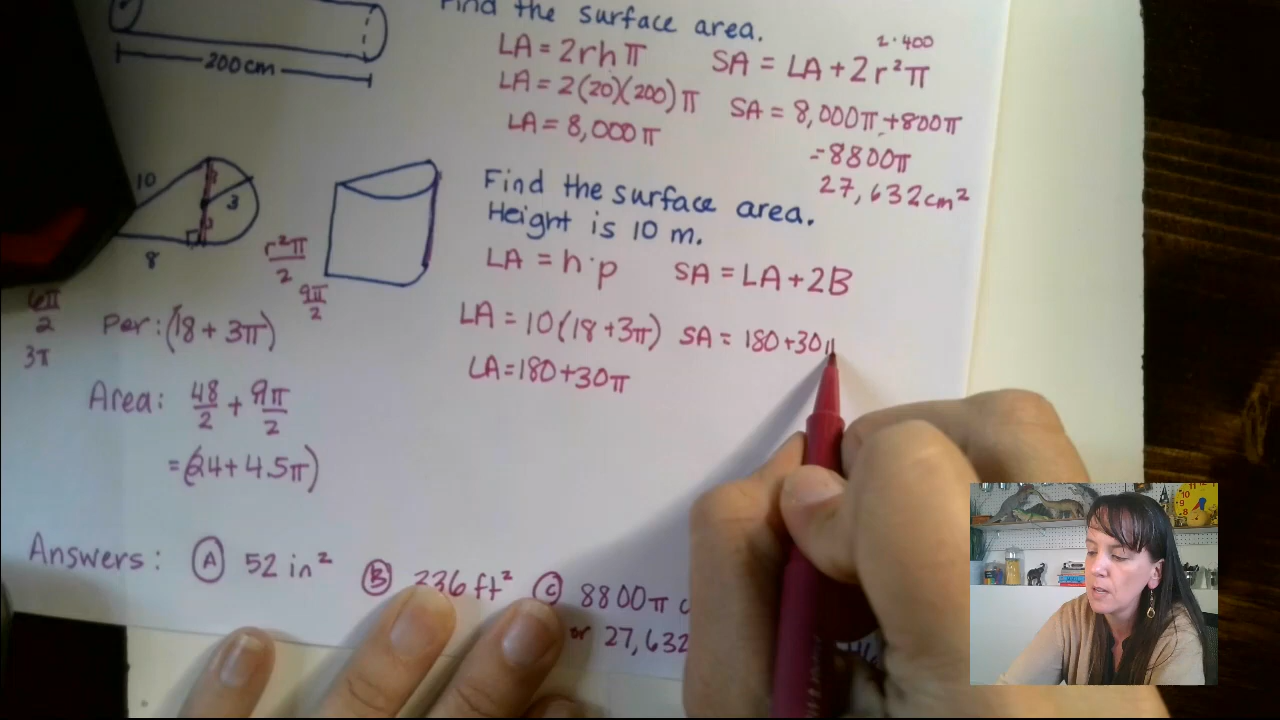 Find the surface area.
200cm
LA = 2rhπ
LA = 2(20)(200)π
LA = 8,000π
2·400
SA = LA + 2r²π
SA = 8,000π + 800π
= 8800π
27,632 cm²
10
3
8
r²π
2
9π
2
Find the surface area.
Height is 10 m.
LA = h·p
SA = LA + 2B
LA = 10(18 + 3π)
SA = 180 + 30π
LA = 180 + 30π
6π
2
3π
Per: (18 + 3π)
Area: 48/2 + 9π/2
= (24 + 4.5π)
Answers: Ⓐ 52 in² Ⓑ 336 ft² Ⓒ 8800π
or 27,632